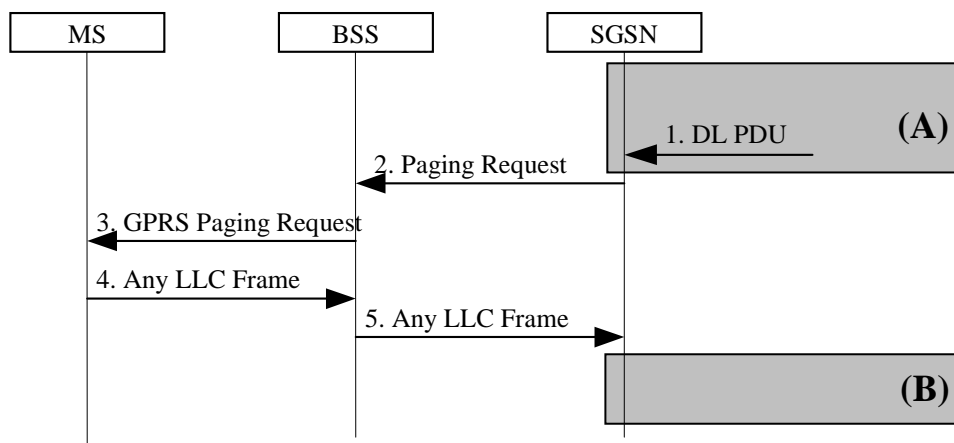 MS
BSS
SGSN
(A)
1. DL PDU
2. Paging Request
3. GPRS Paging Request
4. Any LLC Frame
5. Any LLC Frame
(B)